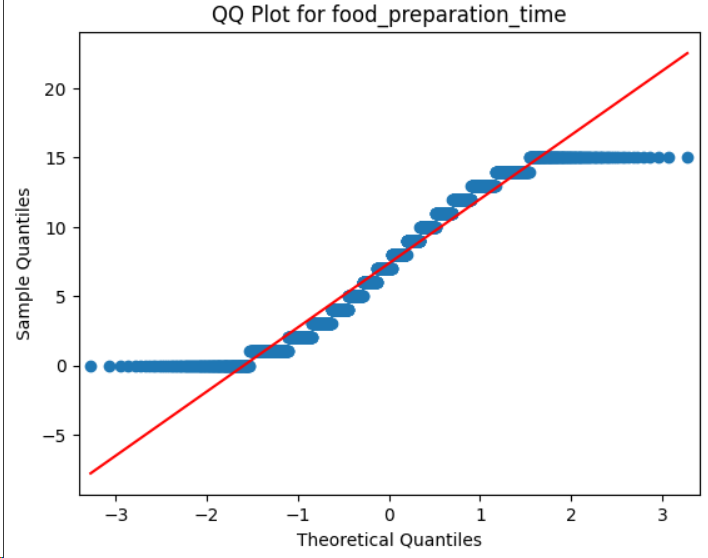 QQ Plot for food_preparation_time
20
15
10
5
0
−5
Sample Quantiles
−3 −2 −1 0 1 2 3
Theoretical Quantiles